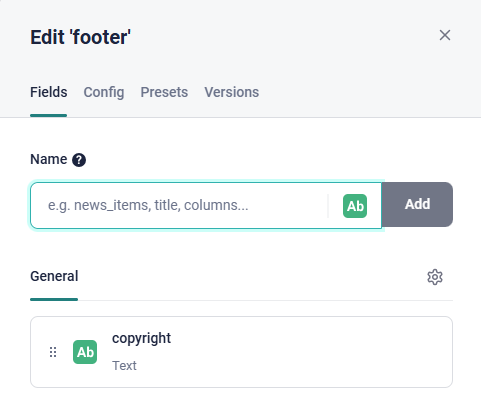 Edit 'footer'
Fields Config Presets Versions
Name ?
e.g. news_items, title, columns... Ab Add
General
Ab copyright
Text